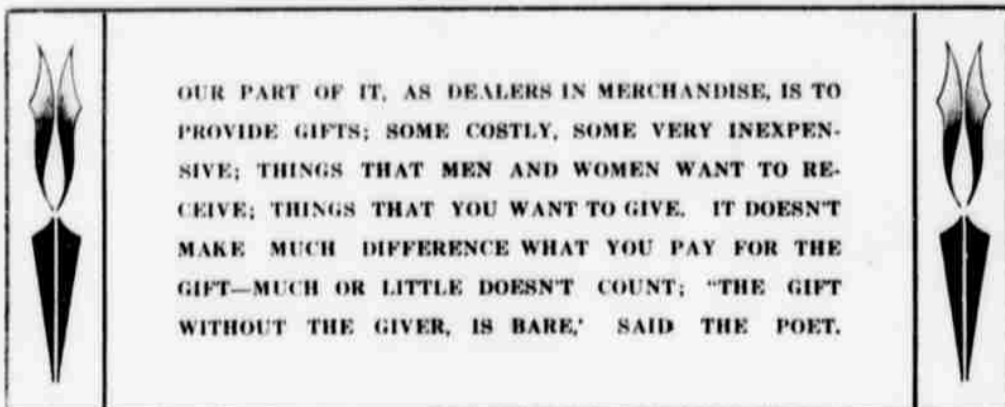 OUR PART OF IT, AS DEALERS IN MERCHANDISE, IS TO
PROVIDE GIFTS; SOME COSTLY, SOME VERY INEXPEN-
SIVE; THINGS THAT MEN AND WOMEN WANT TO RE-
CEIVE; THINGS THAT YOU WANT TO GIVE. IT DOESN'T
MAKE MUCH DIFFERENCE WHAT YOU PAY FOR THE
GIFT—MUCH OR LITTLE DOESN'T COUNT; "THE GIFT
WITHOUT THE GIVER, IS BARE,' SAID THE POET.